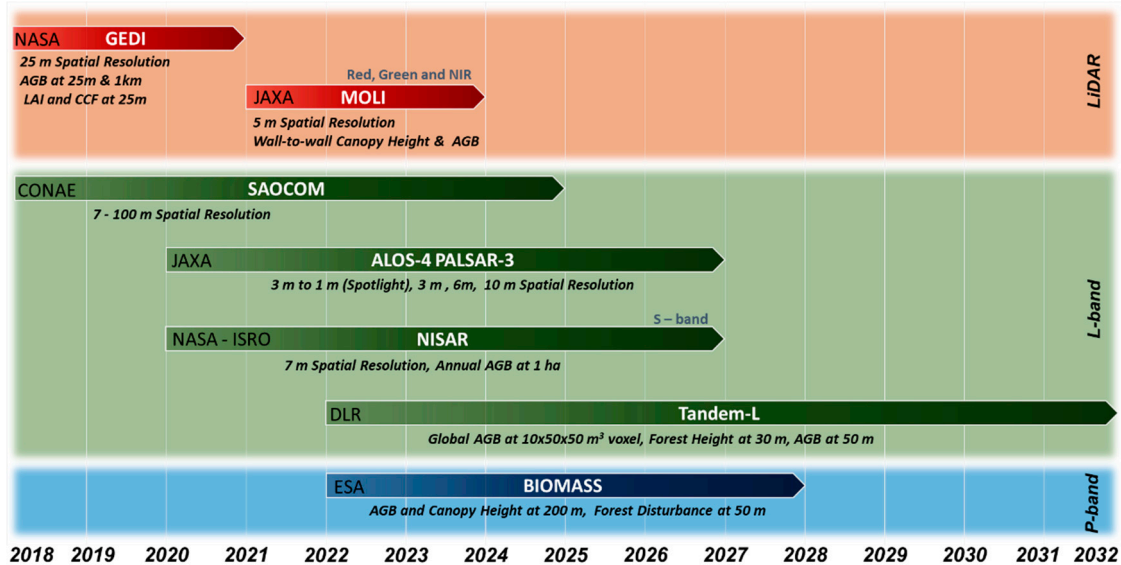 NASA GEDI
25 m Spatial Resolution
AGB at 25m & 1km
LAI and CCF at 25m
Red, Green and NIR
JAXA MOLI
5 m Spatial Resolution
Wall-to-wall Canopy Height & AGB
LiDAR
CONAE SAOCOM
7 - 100 m Spatial Resolution
JAXA ALOS-4 PALSAR-3
3 m to 1 m (Spotlight), 3 m , 6m, 10 m Spatial Resolution
S – band
NASA - ISRO NISAR
7 m Spatial Resolution, Annual AGB at 1 ha
L-band
DLR Tandem-L
Global AGB at 10x50x50 m³ voxel, Forest Height at 30 m, AGB at 50 m
ESA BIOMASS
AGB and Canopy Height at 200 m, Forest Disturbance at 50 m
P-band
2018 2019 2020 2021 2022 2023 2024 2025 2026 2027 2028 2029 2030 2031 2032